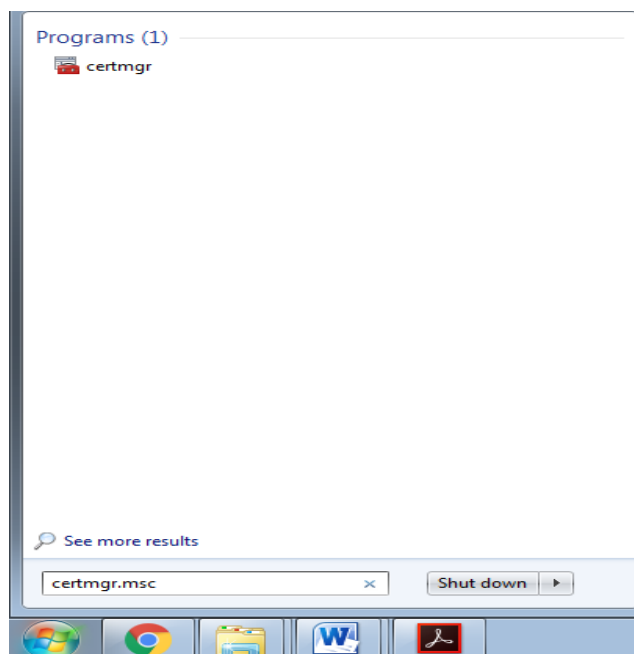 Programs (1)
certmgr
See more results
certmgr.msc
Shut down
W